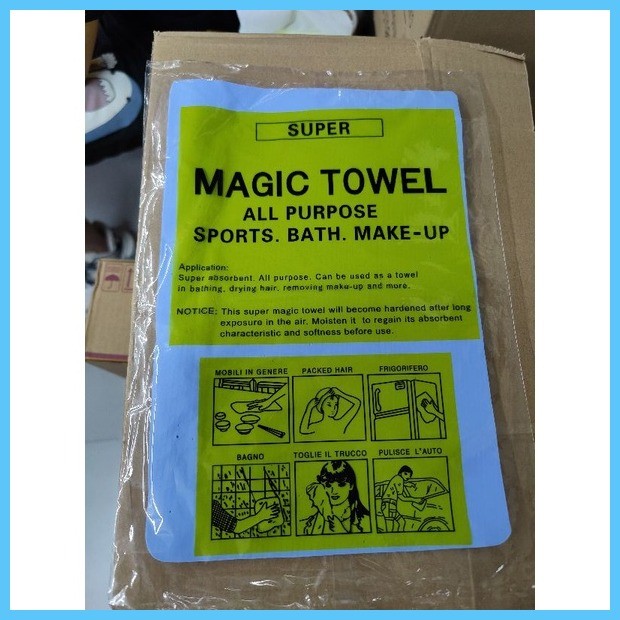 SUPER
MAGIC TOWEL
ALL PURPOSE
SPORTS. BATH. MAKE-UP
Application:
Super absorbent. All purpose. Can be used as a towel
in bathing, drying hair, removing make-up and more.
NOTICE: This super magic towel will become hardened after long
exposure in the air. Moisten it to regain its absorbent
characteristic and softness before use.
MOBILI IN GENERE PACKED HAIR FRIGORIFERO
BAGNO TOGLIE IL TRUCCO PULISCE L'AUTO